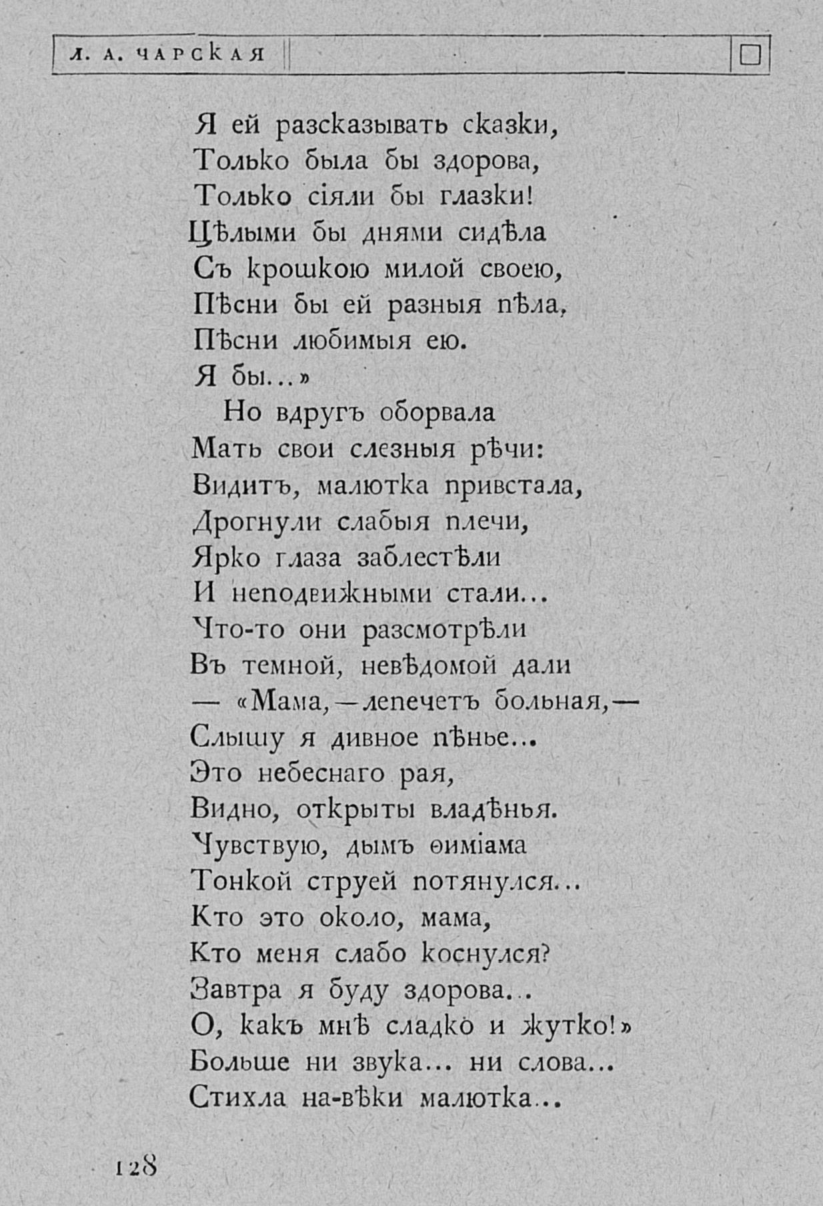 Л. А. ЧАРСКАЯ
Я ей разсказывать сказки,
Только была бы здорова,
Только сіяли бы глазки!
Цѣлыми бы днями сидѣла
Съ крошкою милой своею,
Пѣсни бы ей разныя пѣла,
Пѣсни любимыя ею.
Я бы...»
Но вдругъ оборвала
Мать свои слезныя рѣчи:
Видитъ, малютка привстала,
Дрогнули слабыя плечи,
Ярко глаза заблестѣли
И неподвижными стали...
Что-то они разсмотрѣли
Въ темной, невѣдомой дали
— «Мама,—лепечетъ больная,—
Слышу я дивное пѣнье...
Это небеснаго рая,
Видно, открыты владѣнья.
Чувствую, дымъ ѳиміама
Тонкой струей потянулся...
Кто это около, мама,
Кто меня слабо коснулся?
Завтра я буду здорова...
О, какъ мнѣ сладко и жутко!»
Больше ни звука... ни слова...
Стихла на-вѣки малютка...
128